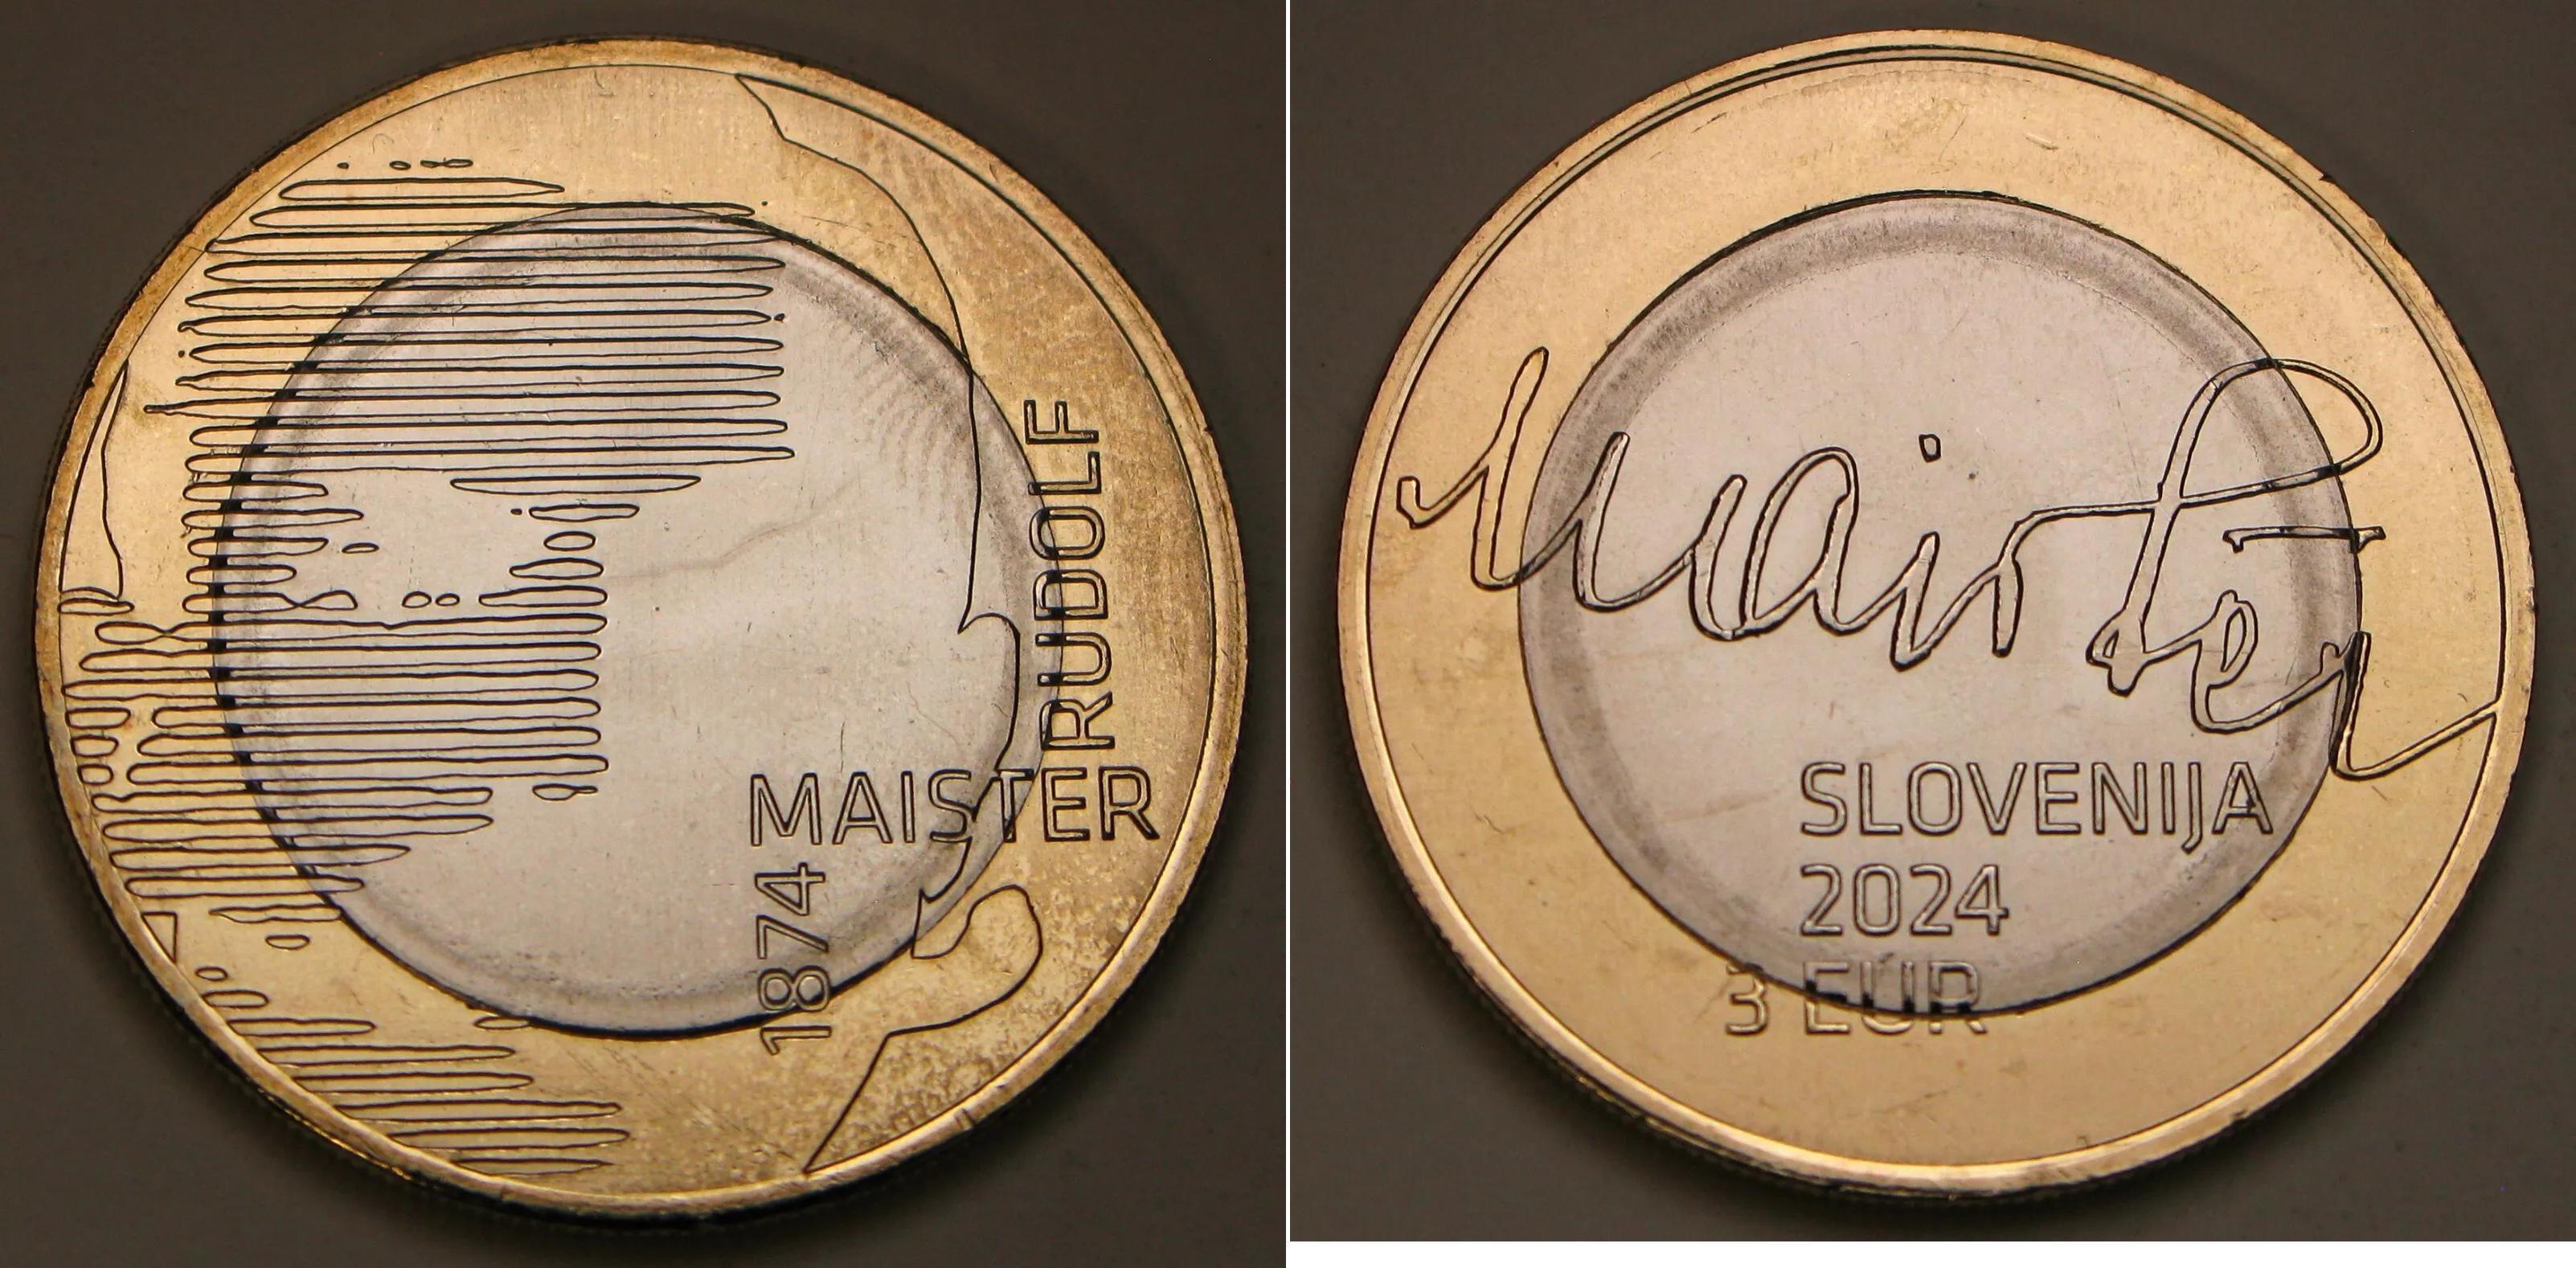 RUDOLF
MAISTER
1874
Maister
SLOVENIJA
2024
3 EUR